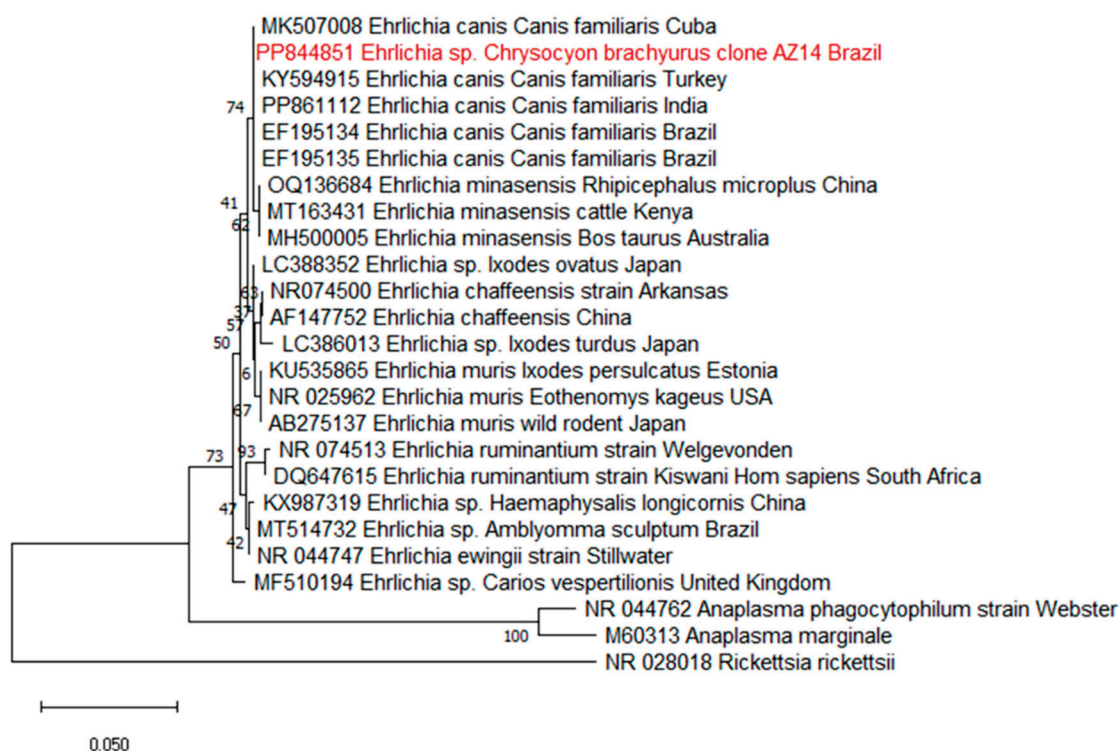 MK507008 Ehrlichia canis Canis familiaris Cuba
PP844851 Ehrlichia sp. Chrysocyon brachyurus clone AZ14 Brazil
KY594915 Ehrlichia canis Canis familiaris Turkey
74
PP861112 Ehrlichia canis Canis familiaris India
EF195134 Ehrlichia canis Canis familiaris Brazil
EF195135 Ehrlichia canis Canis familiaris Brazil
OQ136684 Ehrlichia minasensis Rhipicephalus microplus China
41
MT163431 Ehrlichia minasensis cattle Kenya
62
MH500005 Ehrlichia minasensis Bos taurus Australia
LC388352 Ehrlichia sp. Ixodes ovatus Japan
63
NR074500 Ehrlichia chaffeensis strain Arkansas
37
AF147752 Ehrlichia chaffeensis China
57
50
LC386013 Ehrlichia sp. Ixodes turdus Japan
6
KU535865 Ehrlichia muris Ixodes persulcatus Estonia
NR 025962 Ehrlichia muris Eothenomys kageus USA
67
AB275137 Ehrlichia muris wild rodent Japan
73
93
NR 074513 Ehrlichia ruminantium strain Welgevonden
DQ647615 Ehrlichia ruminantium strain Kiswani Hom sapiens South Africa
47
KX987319 Ehrlichia sp. Haemaphysalis longicornis China
MT514732 Ehrlichia sp. Amblyomma sculptum Brazil
42
NR 044747 Ehrlichia ewingii strain Stillwater
MF510194 Ehrlichia sp. Carios vespertilionis United Kingdom
NR 044762 Anaplasma phagocytophilum strain Webster
100
M60313 Anaplasma marginale
NR 028018 Rickettsia rickettsii
0.050